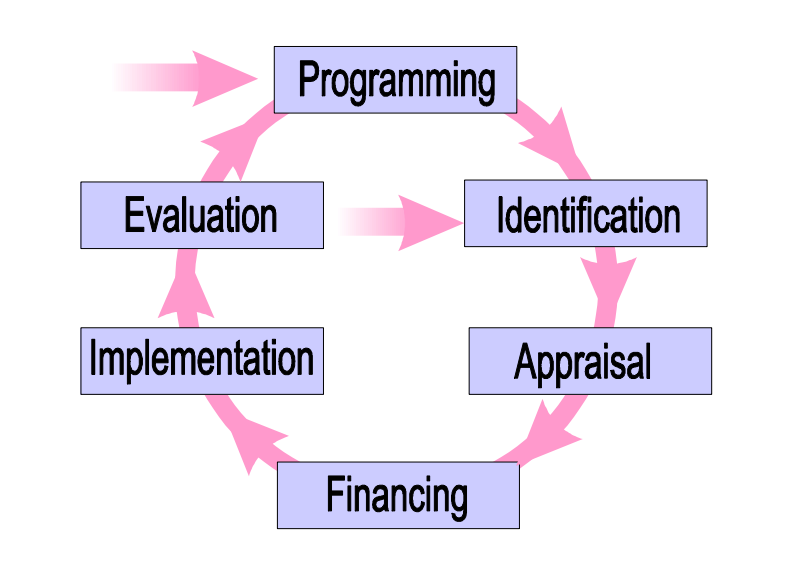 Programming
Evaluation
Identification
Implementation
Appraisal
Financing